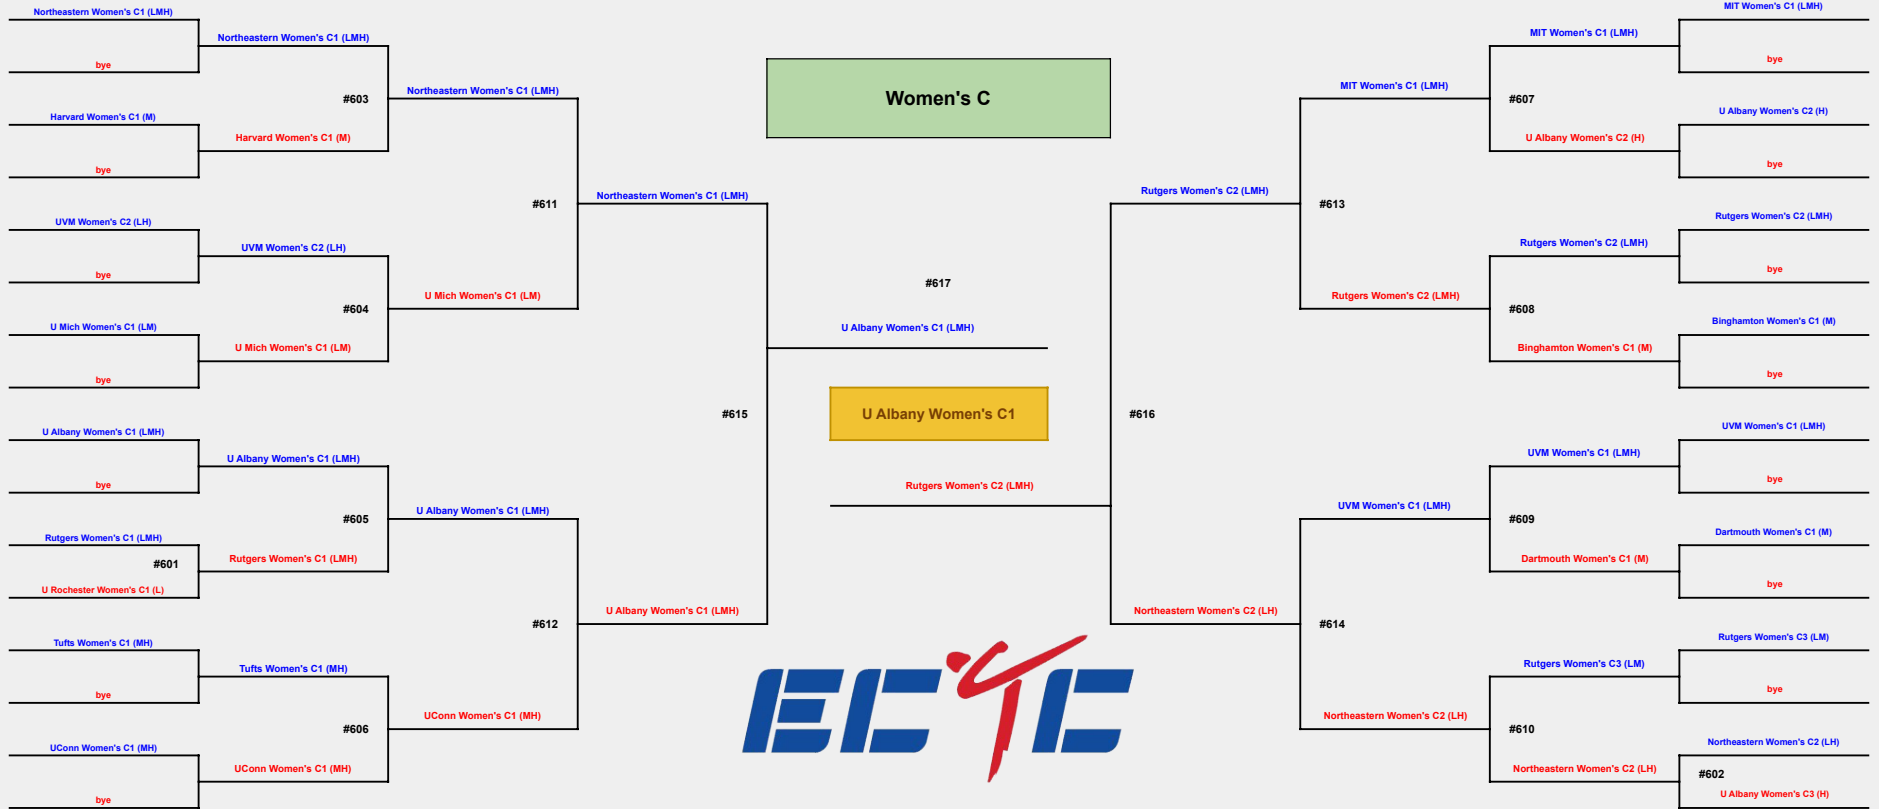 Northeastern Women's C1 (LMH)
bye
Harvard Women's C1 (M)
bye
UVM Women's C2 (LH)
bye
U Mich Women's C1 (LM)
bye
U Albany Women's C1 (LMH)
bye
Rutgers Women's C1 (LMH)
#601
U Rochester Women's C1 (L)
Tufts Women's C1 (MH)
bye
UConn Women's C1 (MH)
bye
Northeastern Women's C1 (LMH)
#603
Harvard Women's C1 (M)
UVM Women's C2 (LH)
#604
U Mich Women's C1 (LM)
U Albany Women's C1 (LMH)
#605
Rutgers Women's C1 (LMH)
Tufts Women's C1 (MH)
#606
UConn Women's C1 (MH)
Northeastern Women's C1 (LMH)
#611
U Mich Women's C1 (LM)
U Albany Women's C1 (LMH)
#612
UConn Women's C1 (MH)
Northeastern Women's C1 (LMH)
#615
U Albany Women's C1 (LMH)
Women's C
#617
U Albany Women's C1 (LMH)
U Albany Women's C1
Rutgers Women's C2 (LMH)
ECTC
Rutgers Women's C2 (LMH)
#616
Northeastern Women's C2 (LH)
MIT Women's C1 (LMH)
#613
Rutgers Women's C2 (LMH)
UVM Women's C1 (LMH)
#614
Northeastern Women's C2 (LH)
MIT Women's C1 (LMH)
#607
U Albany Women's C2 (H)
Rutgers Women's C2 (LMH)
#608
Binghamton Women's C1 (M)
UVM Women's C1 (LMH)
#609
Dartmouth Women's C1 (M)
Rutgers Women's C3 (LM)
#610
Northeastern Women's C2 (LH)
MIT Women's C1 (LMH)
bye
U Albany Women's C2 (H)
bye
Rutgers Women's C2 (LMH)
bye
Binghamton Women's C1 (M)
bye
UVM Women's C1 (LMH)
bye
Dartmouth Women's C1 (M)
bye
Rutgers Women's C3 (LM)
bye
Northeastern Women's C2 (LH)
#602
U Albany Women's C3 (H)